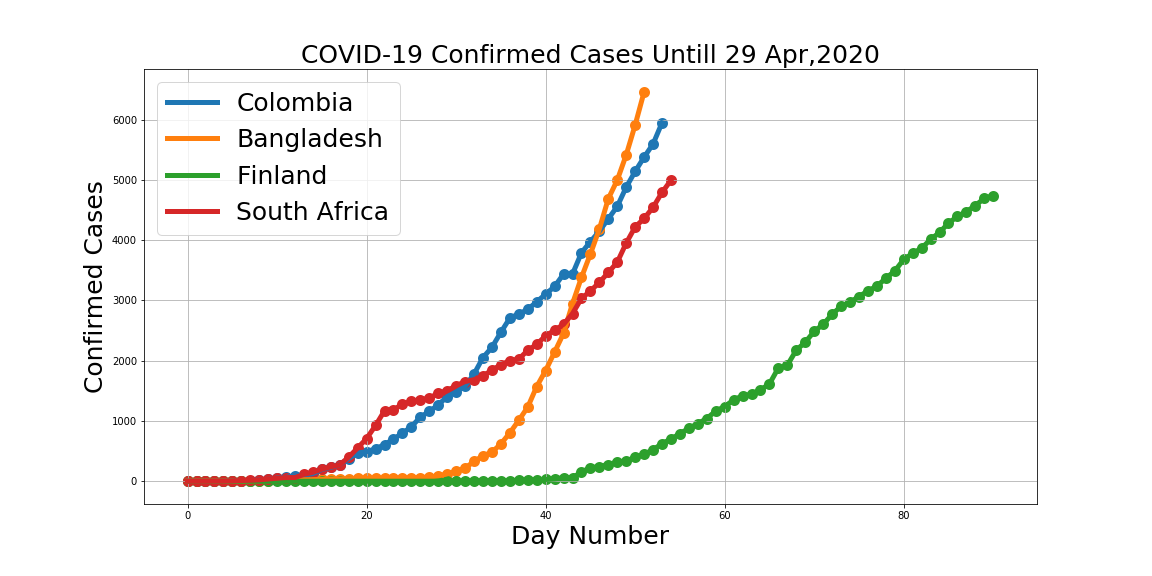 COVID-19 Confirmed Cases Untill 29 Apr,2020
Colombia
Bangladesh
Finland
South Africa
Confirmed Cases
6000
5000
4000
3000
2000
1000
0
0 20 40 60 80
Day Number